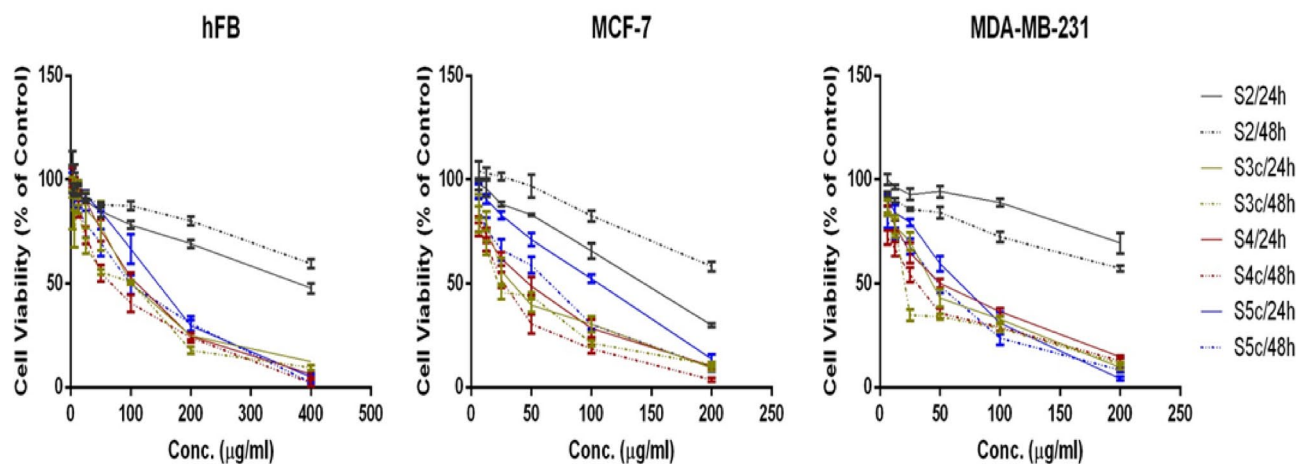 hFB
MCF-7
MDA-MB-231
Cell Viability (% of Control)
150
100
50
0
0 100 200 300 400 500
Conc. (μg/ml)
Cell Viability (% of Control)
150
100
50
0
0 50 100 150 200 250
Conc. (μg/ml)
Cell Viability (% of Control)
150
100
50
0
0 50 100 150 200 250
Conc. (μg/ml)
S2/24h
S2/48h
S3c/24h
S3c/48h
S4/24h
S4c/48h
S5c/24h
S5c/48h